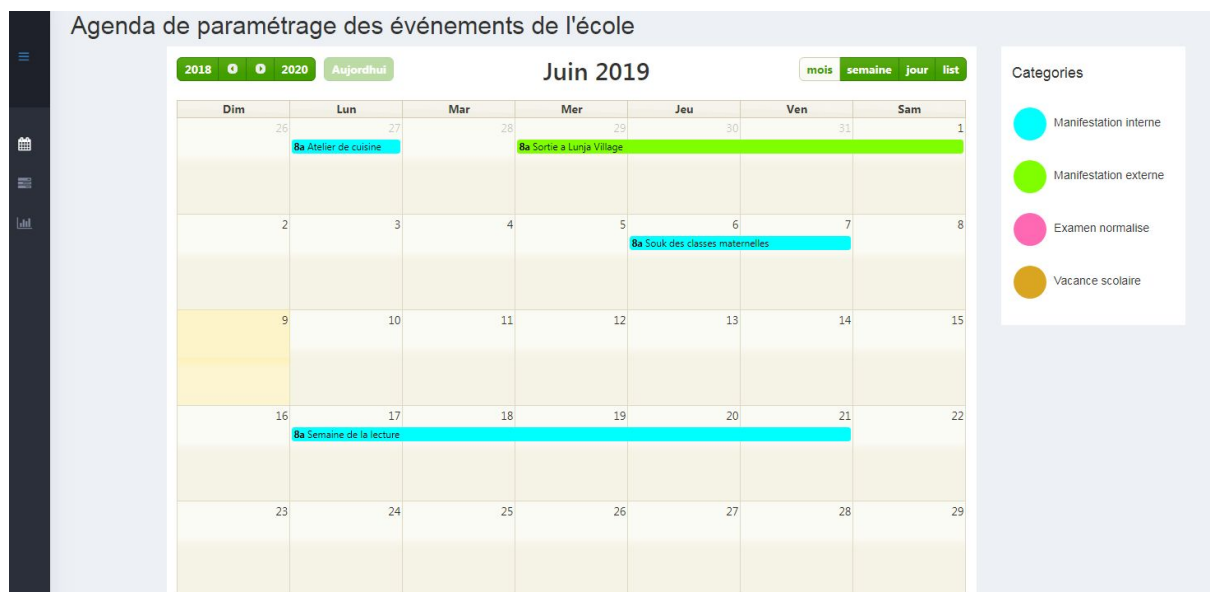 Agenda de paramétrage des événements de l'école
2018 2020 Aujordhui Juin 2019 mois semaine jour list
Dim Lun Mar Mer Jeu Ven Sam
26 27 28 29 30 31 1
8a Atelier de cuisine 8a Sortie a Lunja Village
2 3 4 5 6 7 8
8a Souk des classes maternelles
9 10 11 12 13 14 15
16 17 18 19 20 21 22
8a Semaine de la lecture
23 24 25 26 27 28 29
Categories
Manifestation interne
Manifestation externe
Examen normalise
Vacance scolaire